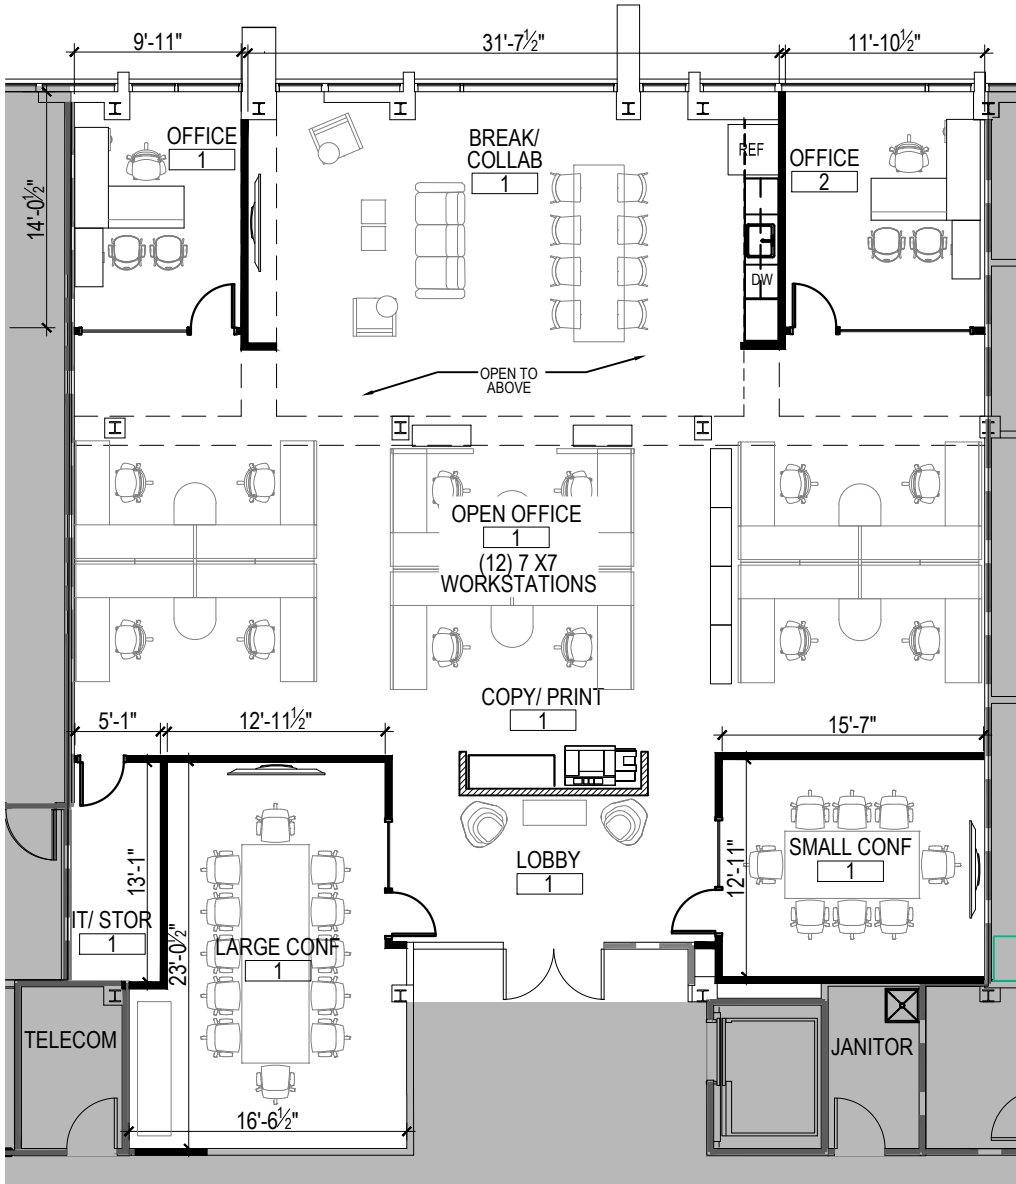 9'-11"
31'-7½"
11'-10½"
OFFICE
1
BREAK/
COLLAB
1
REF
OFFICE
2
14'-0½"
DW
OPEN TO
ABOVE
OPEN OFFICE
1
(12) 7 X7
WORKSTATIONS
COPY/ PRINT
1
5'-1"
12'-11½"
15'-7"
13'-1"
12'-11"
SMALL CONF
1
LOBBY
1
IT/ STOR
1
23'-0½"
LARGE CONF
1
TELECOM
JANITOR
16'-6½"